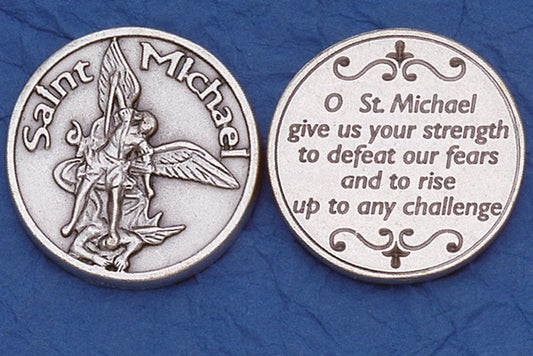 Saint Michael
O St. Michael
give us your strength
to defeat our fears
and to rise
up to any challenge